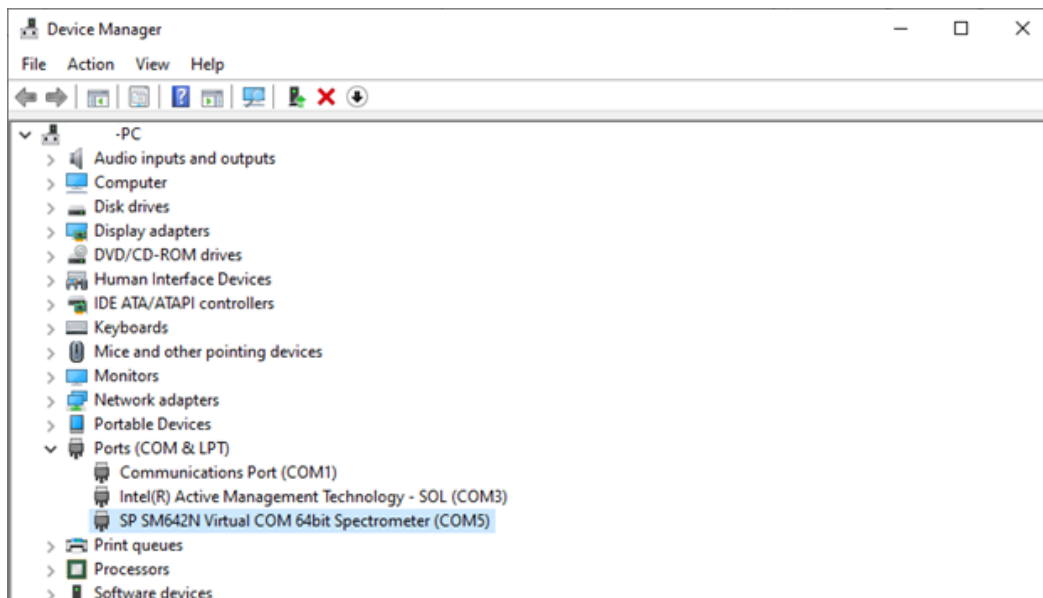 Device Manager
File Action View Help
-PC
Audio inputs and outputs
Computer
Disk drives
Display adapters
DVD/CD-ROM drives
Human Interface Devices
IDE ATA/ATAPI controllers
Keyboards
Mice and other pointing devices
Monitors
Network adapters
Portable Devices
Ports (COM & LPT)
Communications Port (COM1)
Intel(R) Active Management Technology - SOL (COM3)
SP SM642N Virtual COM 64bit Spectrometer (COM5)
Print queues
Processors
Software devices